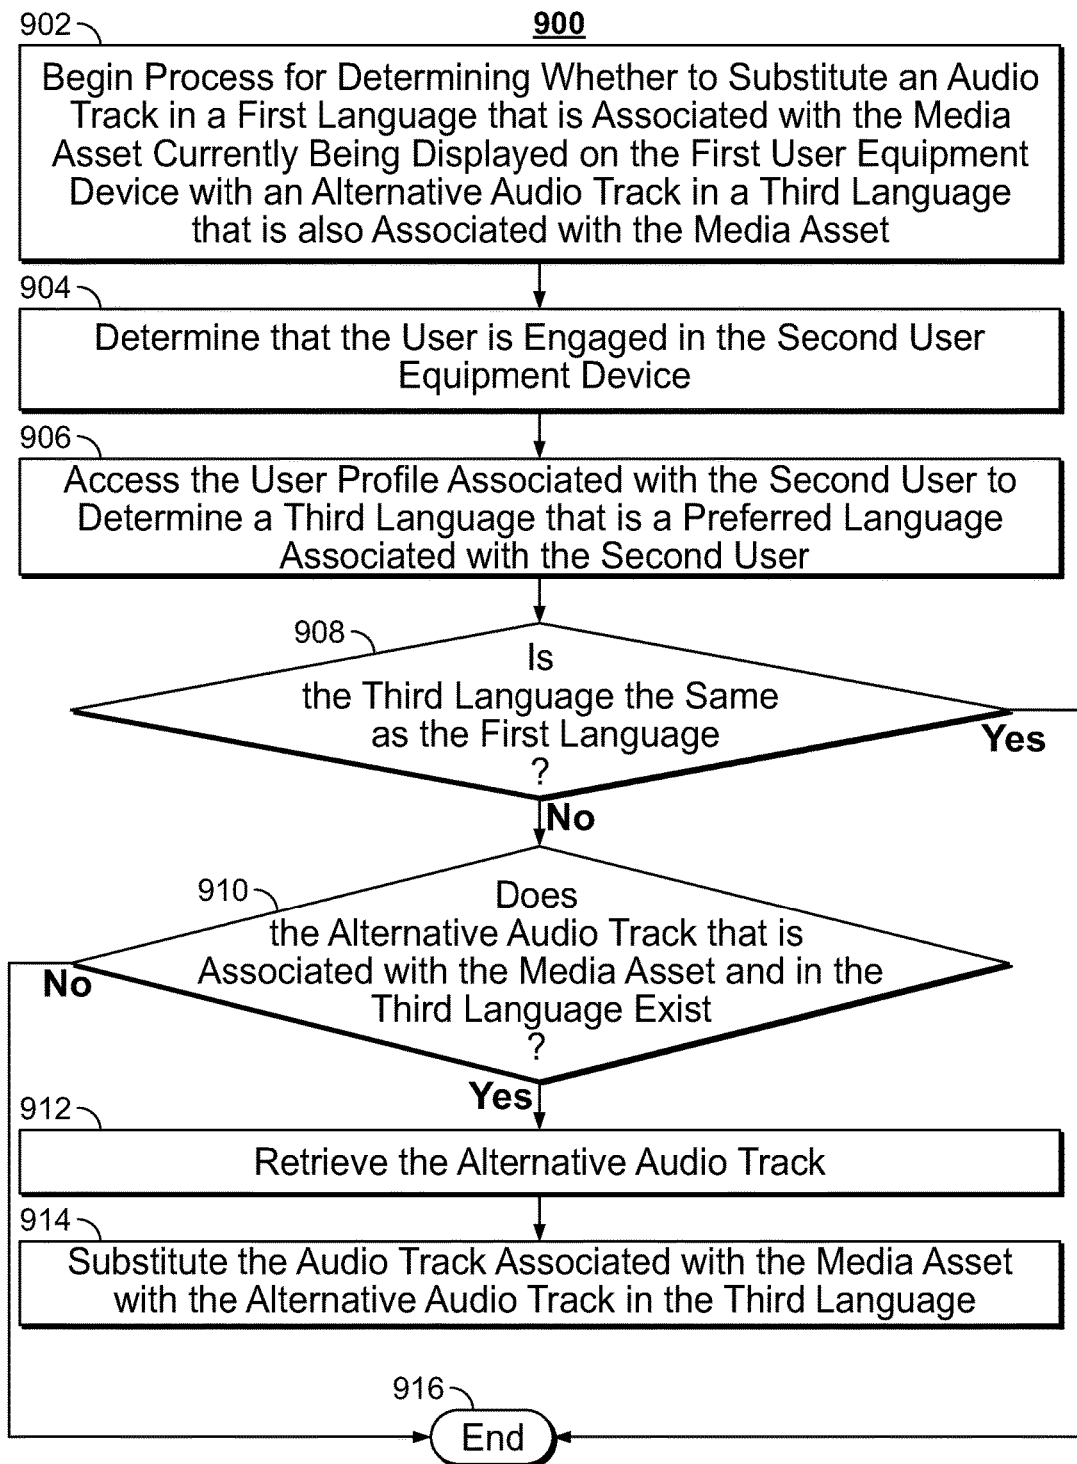 902
900
Begin Process for Determining Whether to Substitute an Audio
Track in a First Language that is Associated with the Media
Asset Currently Being Displayed on the First User Equipment
Device with an Alternative Audio Track in a Third Language
that is also Associated with the Media Asset
904
Determine that the User is Engaged in the Second User
Equipment Device
906
Access the User Profile Associated with the Second User to
Determine a Third Language that is a Preferred Language
Associated with the Second User
908
Is
the Third Language the Same
as the First Language
?
Yes
No
910
Does
the Alternative Audio Track that is
Associated with the Media Asset and in the
Third Language Exist
?
No
Yes
912
Retrieve the Alternative Audio Track
914
Substitute the Audio Track Associated with the Media Asset
with the Alternative Audio Track in the Third Language
916
End